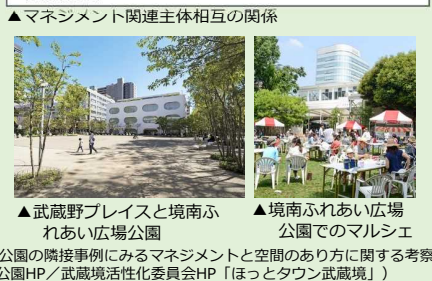 ▲マネジメント関連主体相互の関係
▲武蔵野プレイスと境南ふ
れあい広場公園
▲境南ふれあい広場
公園でのマルシェ
公園の隣接事例にみるマネジメントと空間のあり方に関する考察
公園HP／武蔵境活性化委員会HP「ほっとタウン武蔵境」）